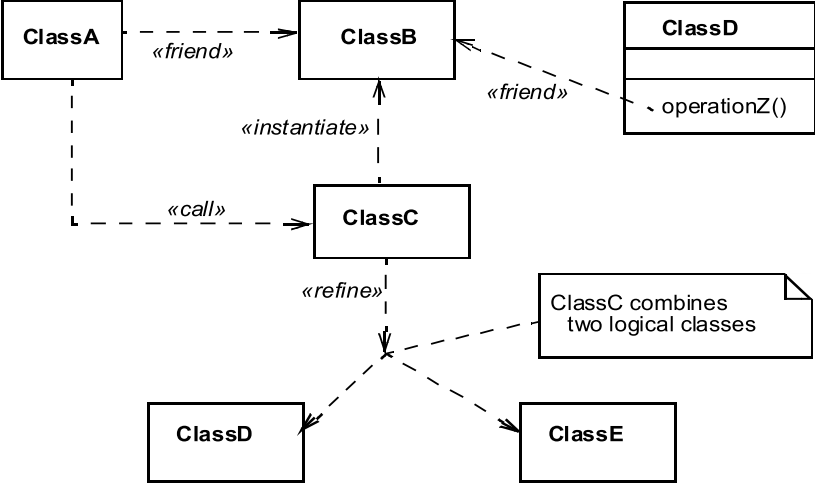 ClassA
«friend»
ClassB
ClassD
«friend»
operationZ()
«instantiate»
«call»
ClassC
«refine»
ClassC combines
two logical classes
ClassD
ClassE